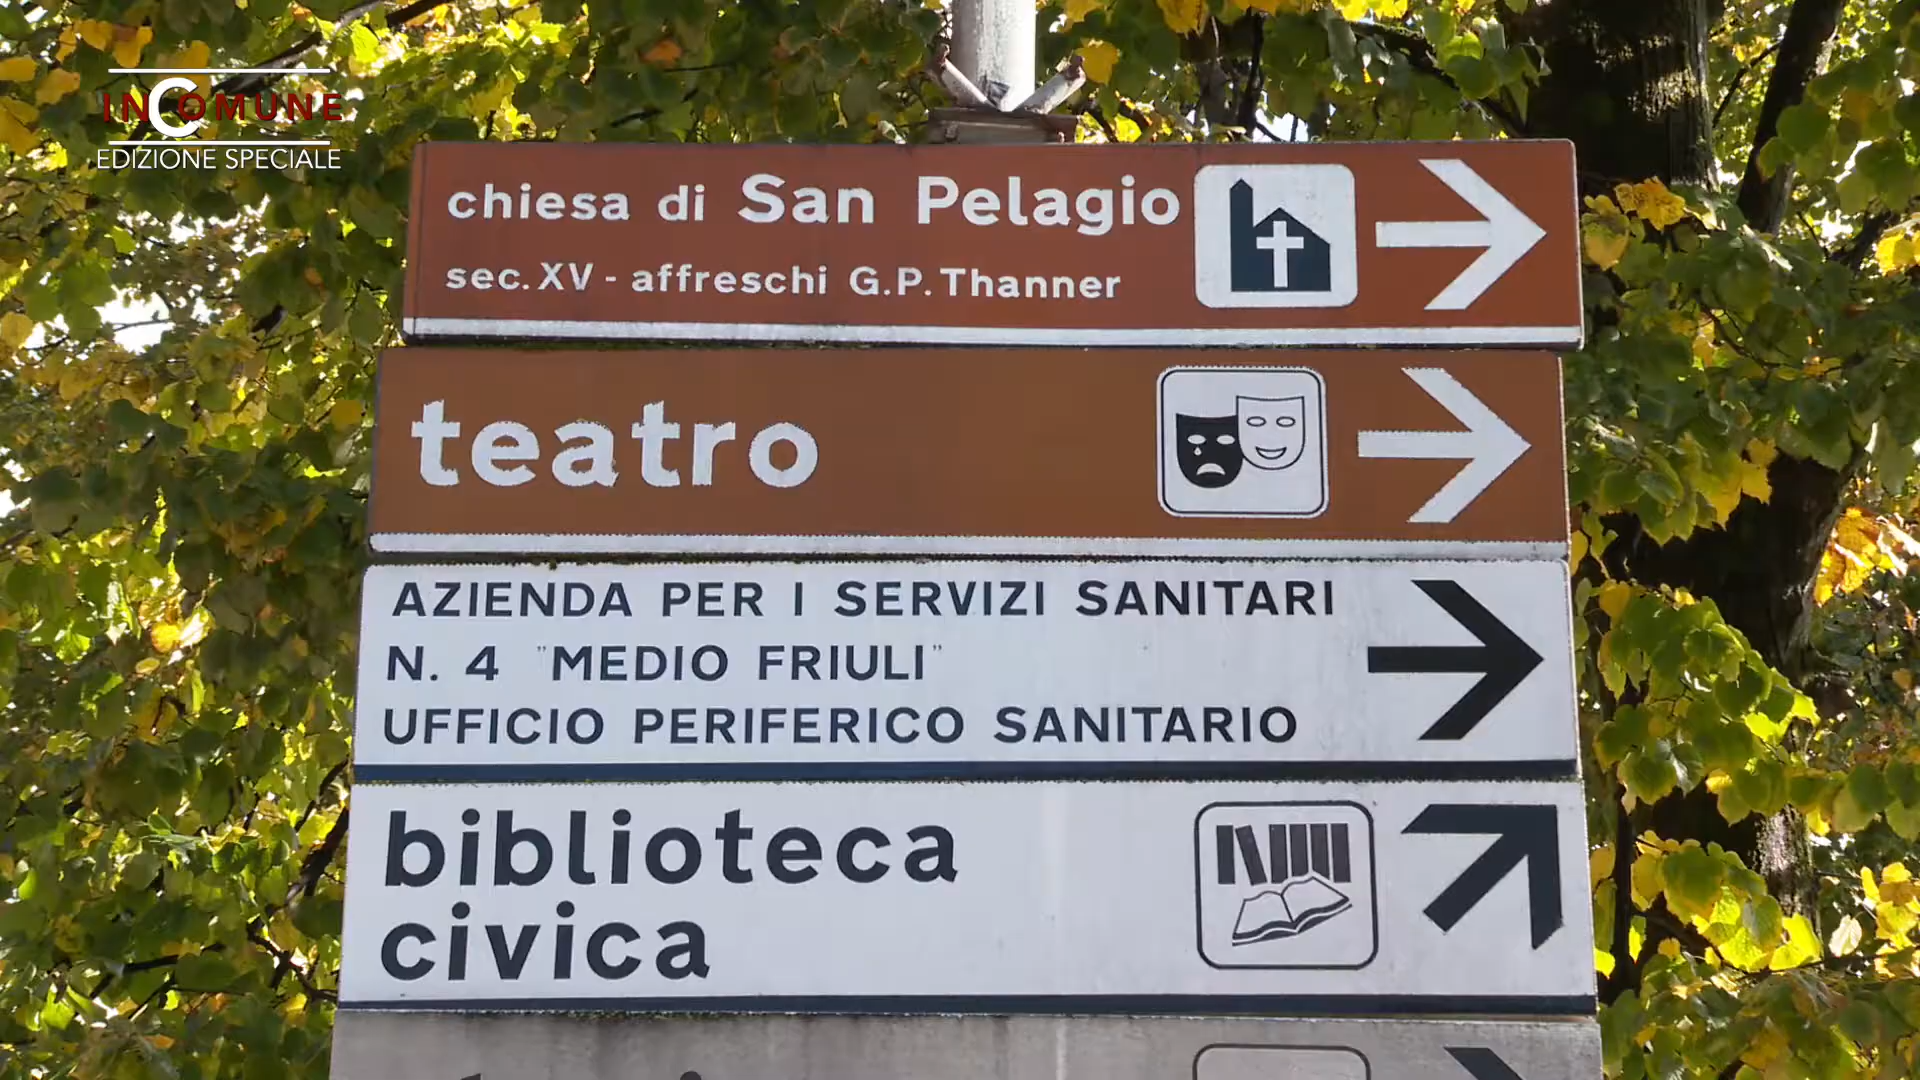 INCOMUNE
EDIZIONE SPECIALE
chiesa di San Pelagio
sec. XV - affreschi G.P. Thanner
teatro
AZIENDA PER I SERVIZI SANITARI
N. 4 "MEDIO FRIULI"
UFFICIO PERIFERICO SANITARIO
biblioteca
civica